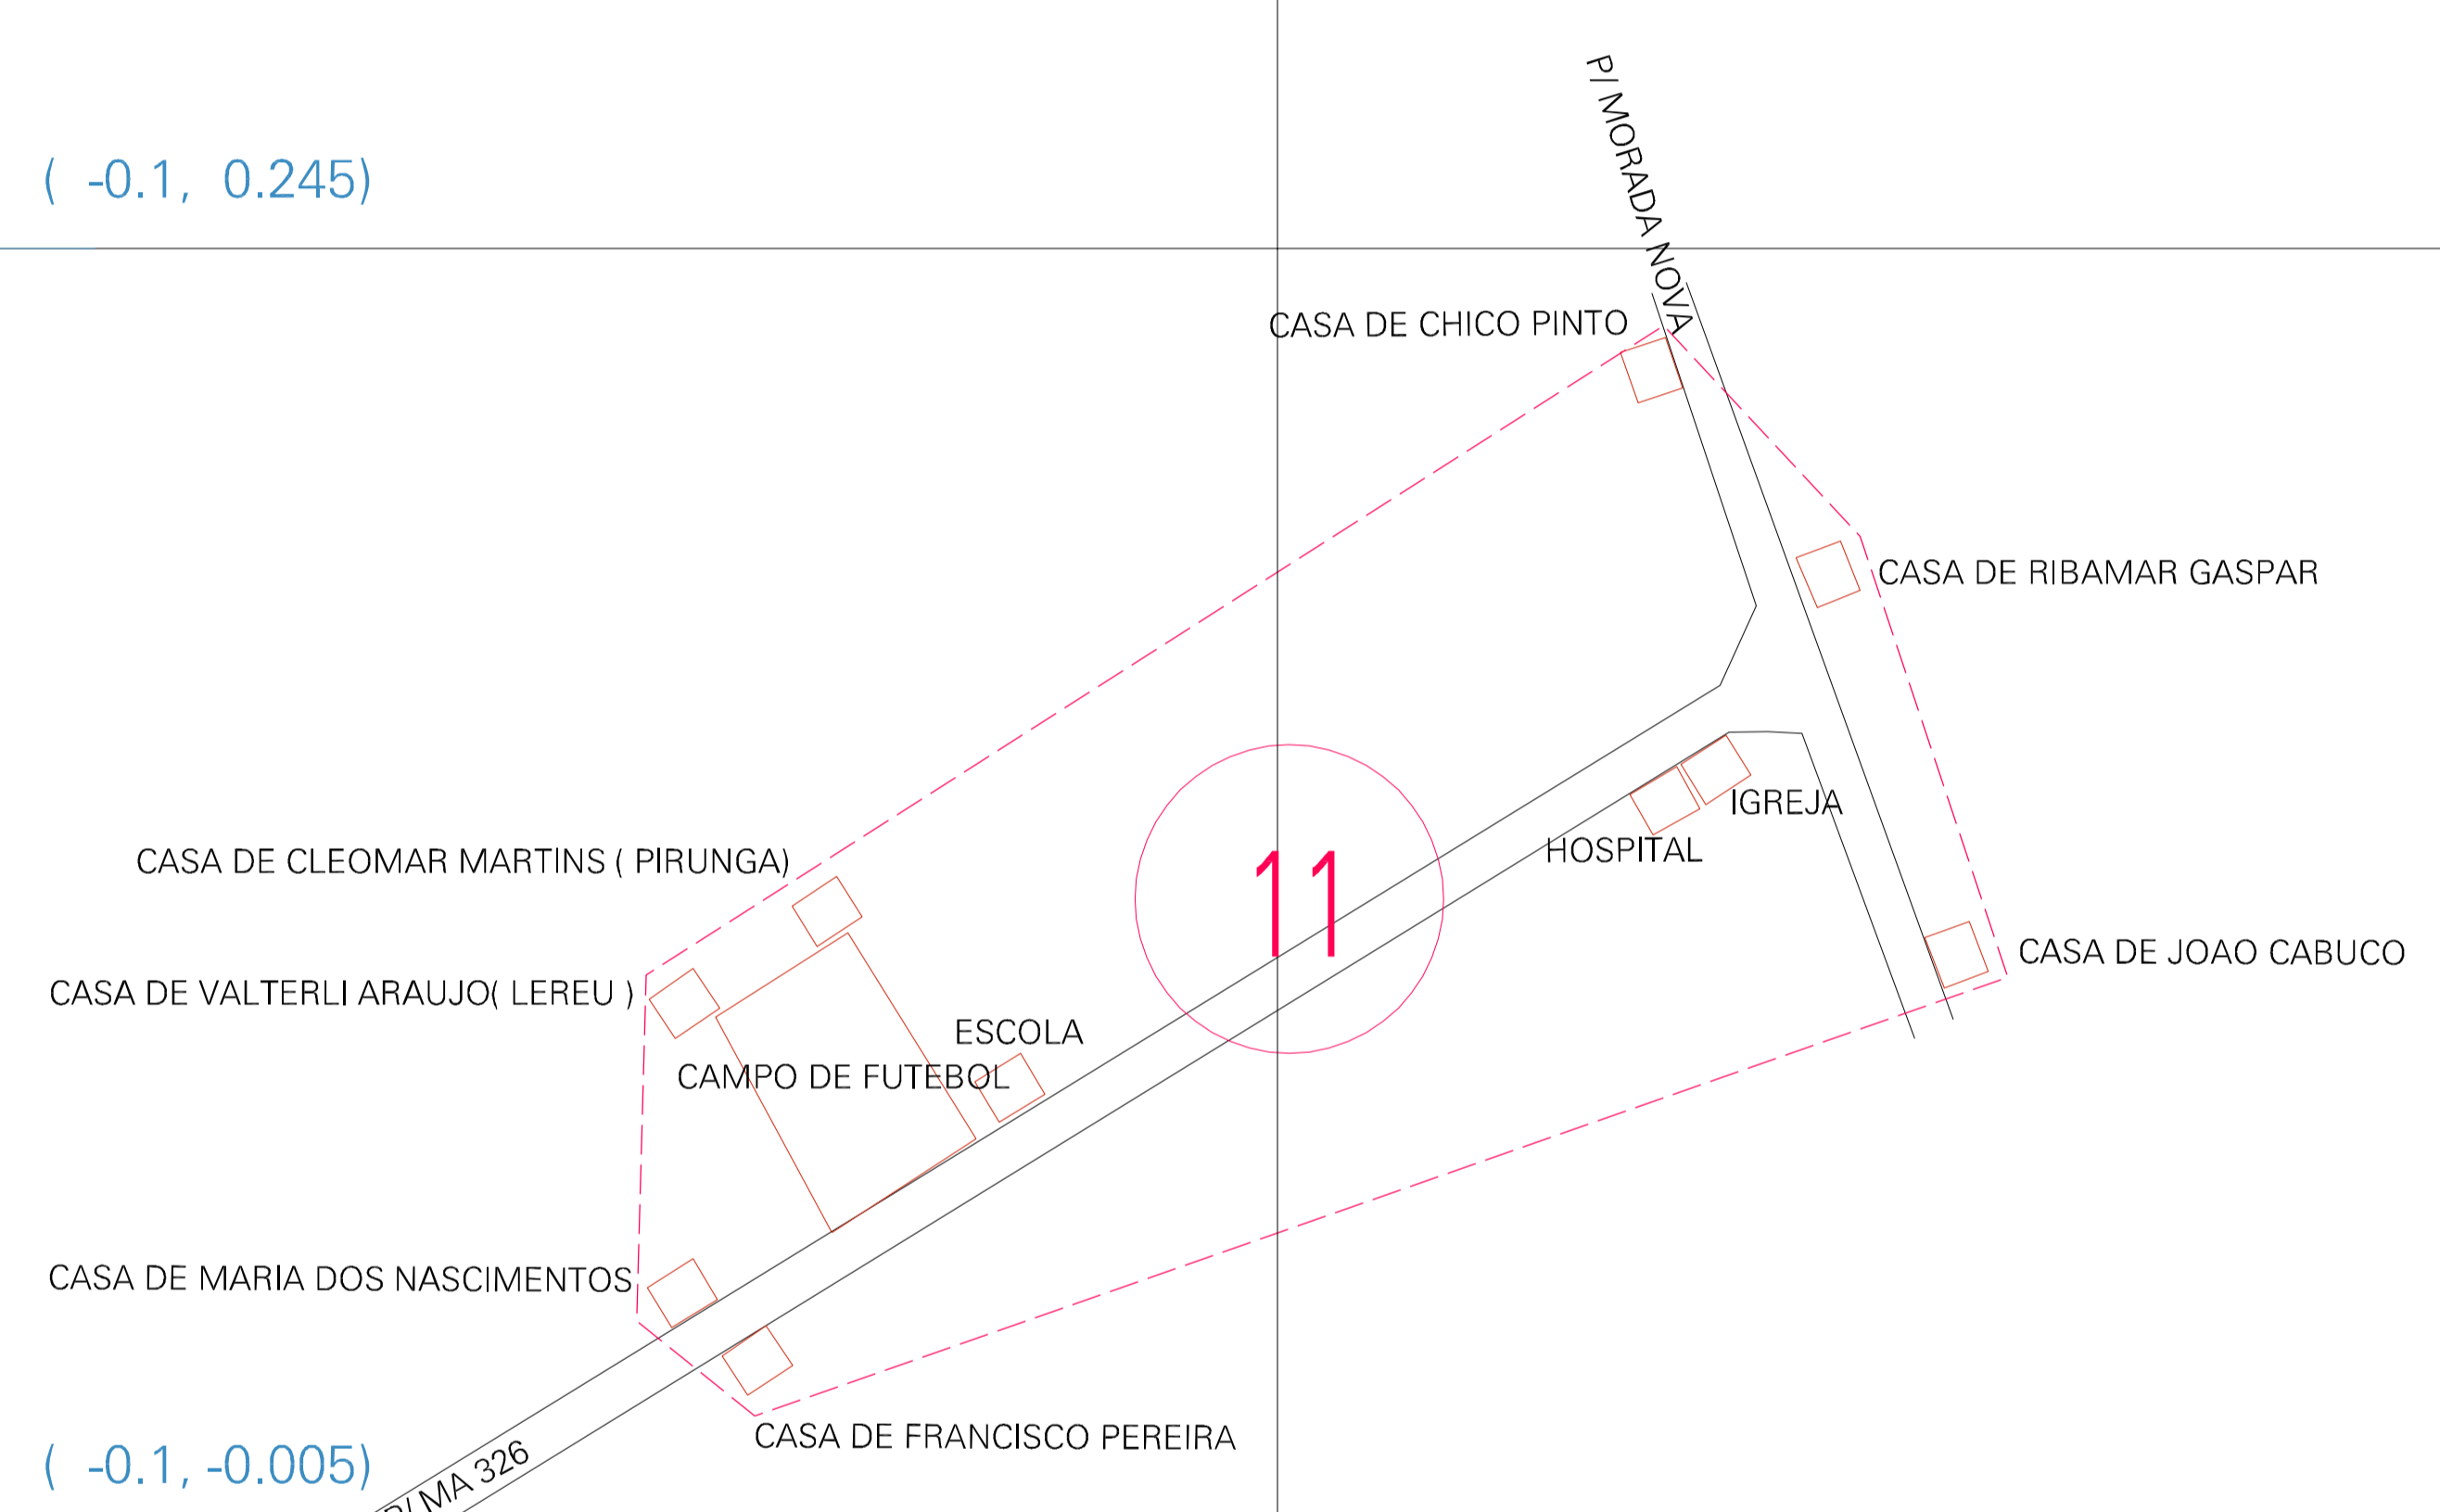 P/ MORADA NOVA
( -0.1, 0.245)
CASA DE CHICO PINTO
CASA DE RIBAMAR GASPAR
IGREJA
HOSPITAL
11
CASA DE CLEOMAR MARTINS ( PIRUNGA)
CASA DE JOAO CABUCO
CASA DE VALTERLI ARAUJO( LEREU )
ESCOLA
CAMPO DE FUTEBOL
CASA DE MARIA DOS NASCIMENTOS
CASA DE FRANCISCO PEREIRA
( -0.1, -0.005)
P/ MA 326